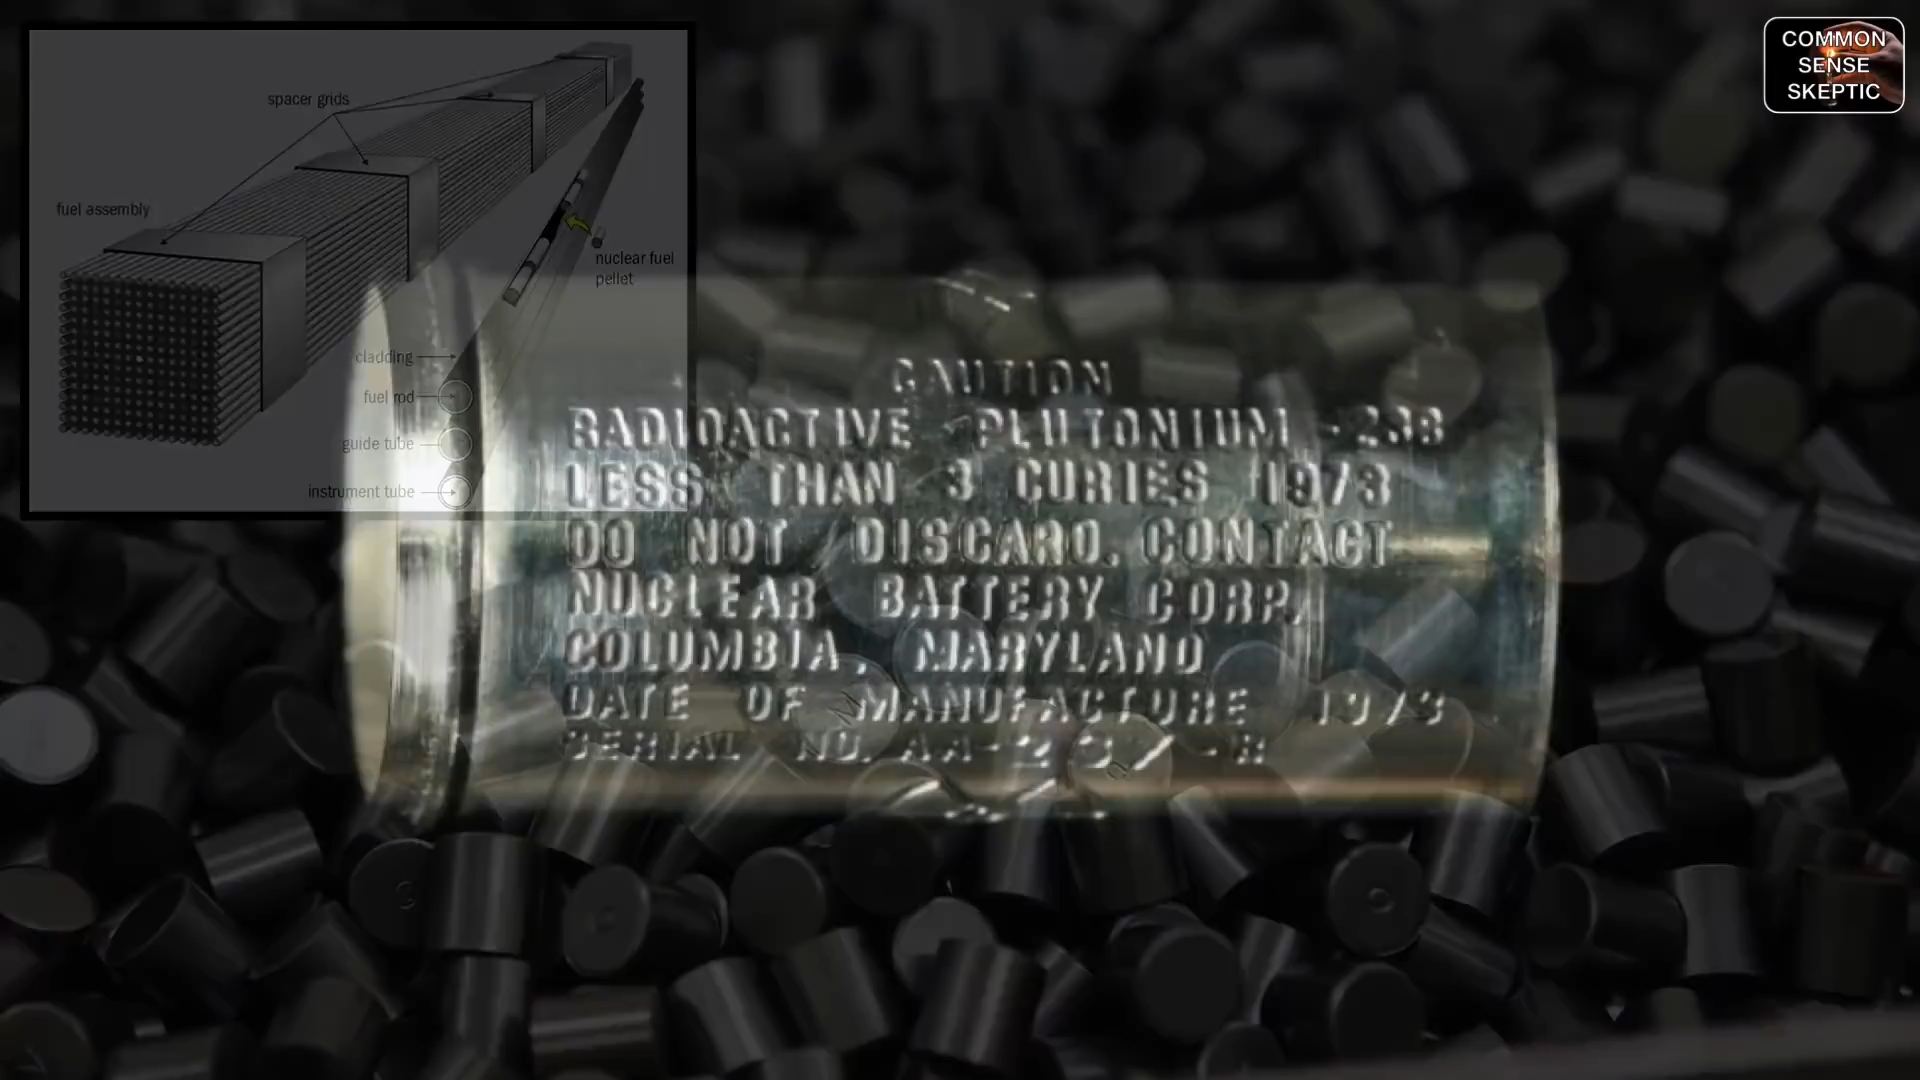 COMMON
SENSE
SKEPTIC
spacer grids
fuel assembly
nuclear fuel
pellet
cladding
fuel rod
guide tube
instrument tube
CAUTION
RADIOACTIVE PLUTONIUM - 238
LESS THAN 3 CURIES 1973
DO NOT DISCARD. CONTACT
NUCLEAR BATTERY CORP.
COLUMBIA, MARYLAND
DATE OF MANUFACTURE 1973
SERIAL NO. AA-